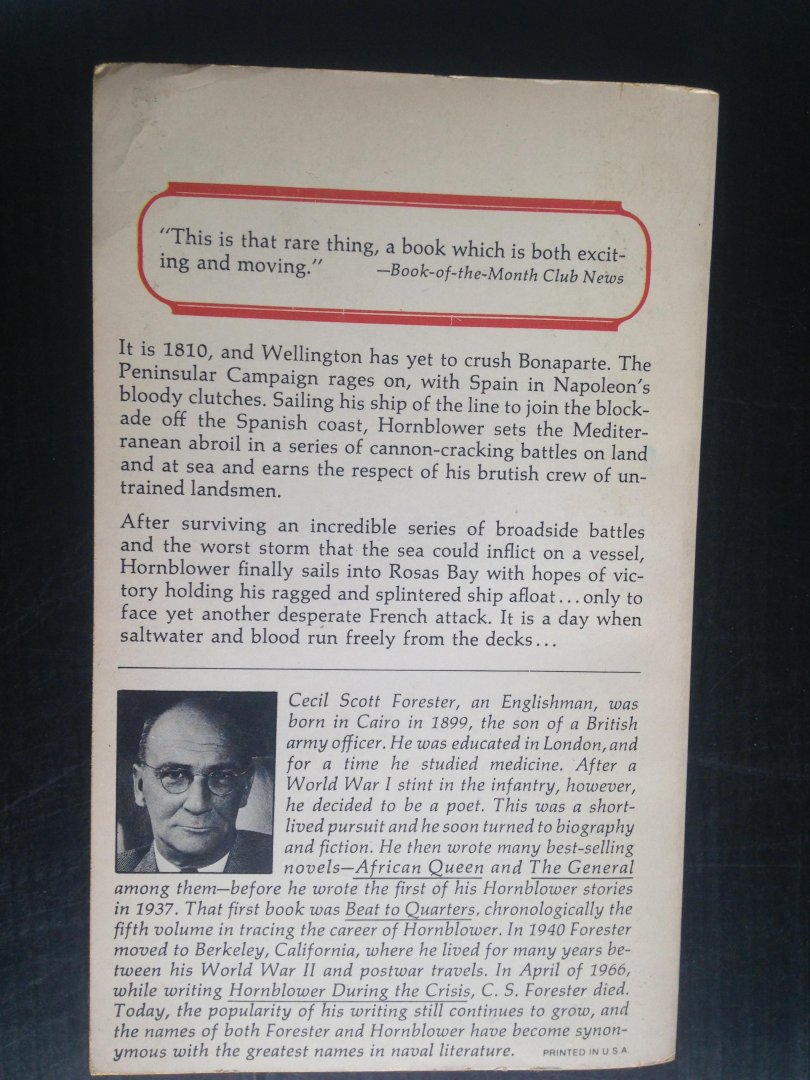 "This is that rare thing, a book which is both excit-
ing and moving." —Book-of-the-Month Club News
It is 1810, and Wellington has yet to crush Bonaparte. The
Peninsular Campaign rages on, with Spain in Napoleon's
bloody clutches. Sailing his ship of the line to join the block-
ade off the Spanish coast, Hornblower sets the Mediter-
ranean abroil in a series of cannon-cracking battles on land
and at sea and earns the respect of his brutish crew of un-
trained landsmen.
After surviving an incredible series of broadside battles
and the worst storm that the sea could inflict on a vessel,
Hornblower finally sails into Rosas Bay with hopes of vic-
tory holding his ragged and splintered ship afloat...only to
face yet another desperate French attack. It is a day when
saltwater and blood run freely from the decks...
Cecil Scott Forester, an Englishman, was
born in Cairo in 1899, the son of a British
army officer. He was educated in London, and
for a time he studied medicine. After a
World War I stint in the infantry, however,
he decided to be a poet. This was a short-
lived pursuit and he soon turned to biography
and fiction. He then wrote many best-selling
novels—African Queen and The General
among them—before he wrote the first of his Hornblower stories
in 1937. That first book was Beat to Quarters, chronologically the
fifth volume in tracing the career of Hornblower. In 1940 Forester
moved to Berkeley, California, where he lived for many years be-
tween his World War II and postwar travels. In April of 1966,
while writing Hornblower During the Crisis, C. S. Forester died.
Today, the popularity of his writing still continues to grow, and
the names of both Forester and Hornblower have become synon-
ymous with the greatest names in naval literature. PRINTED IN U S A